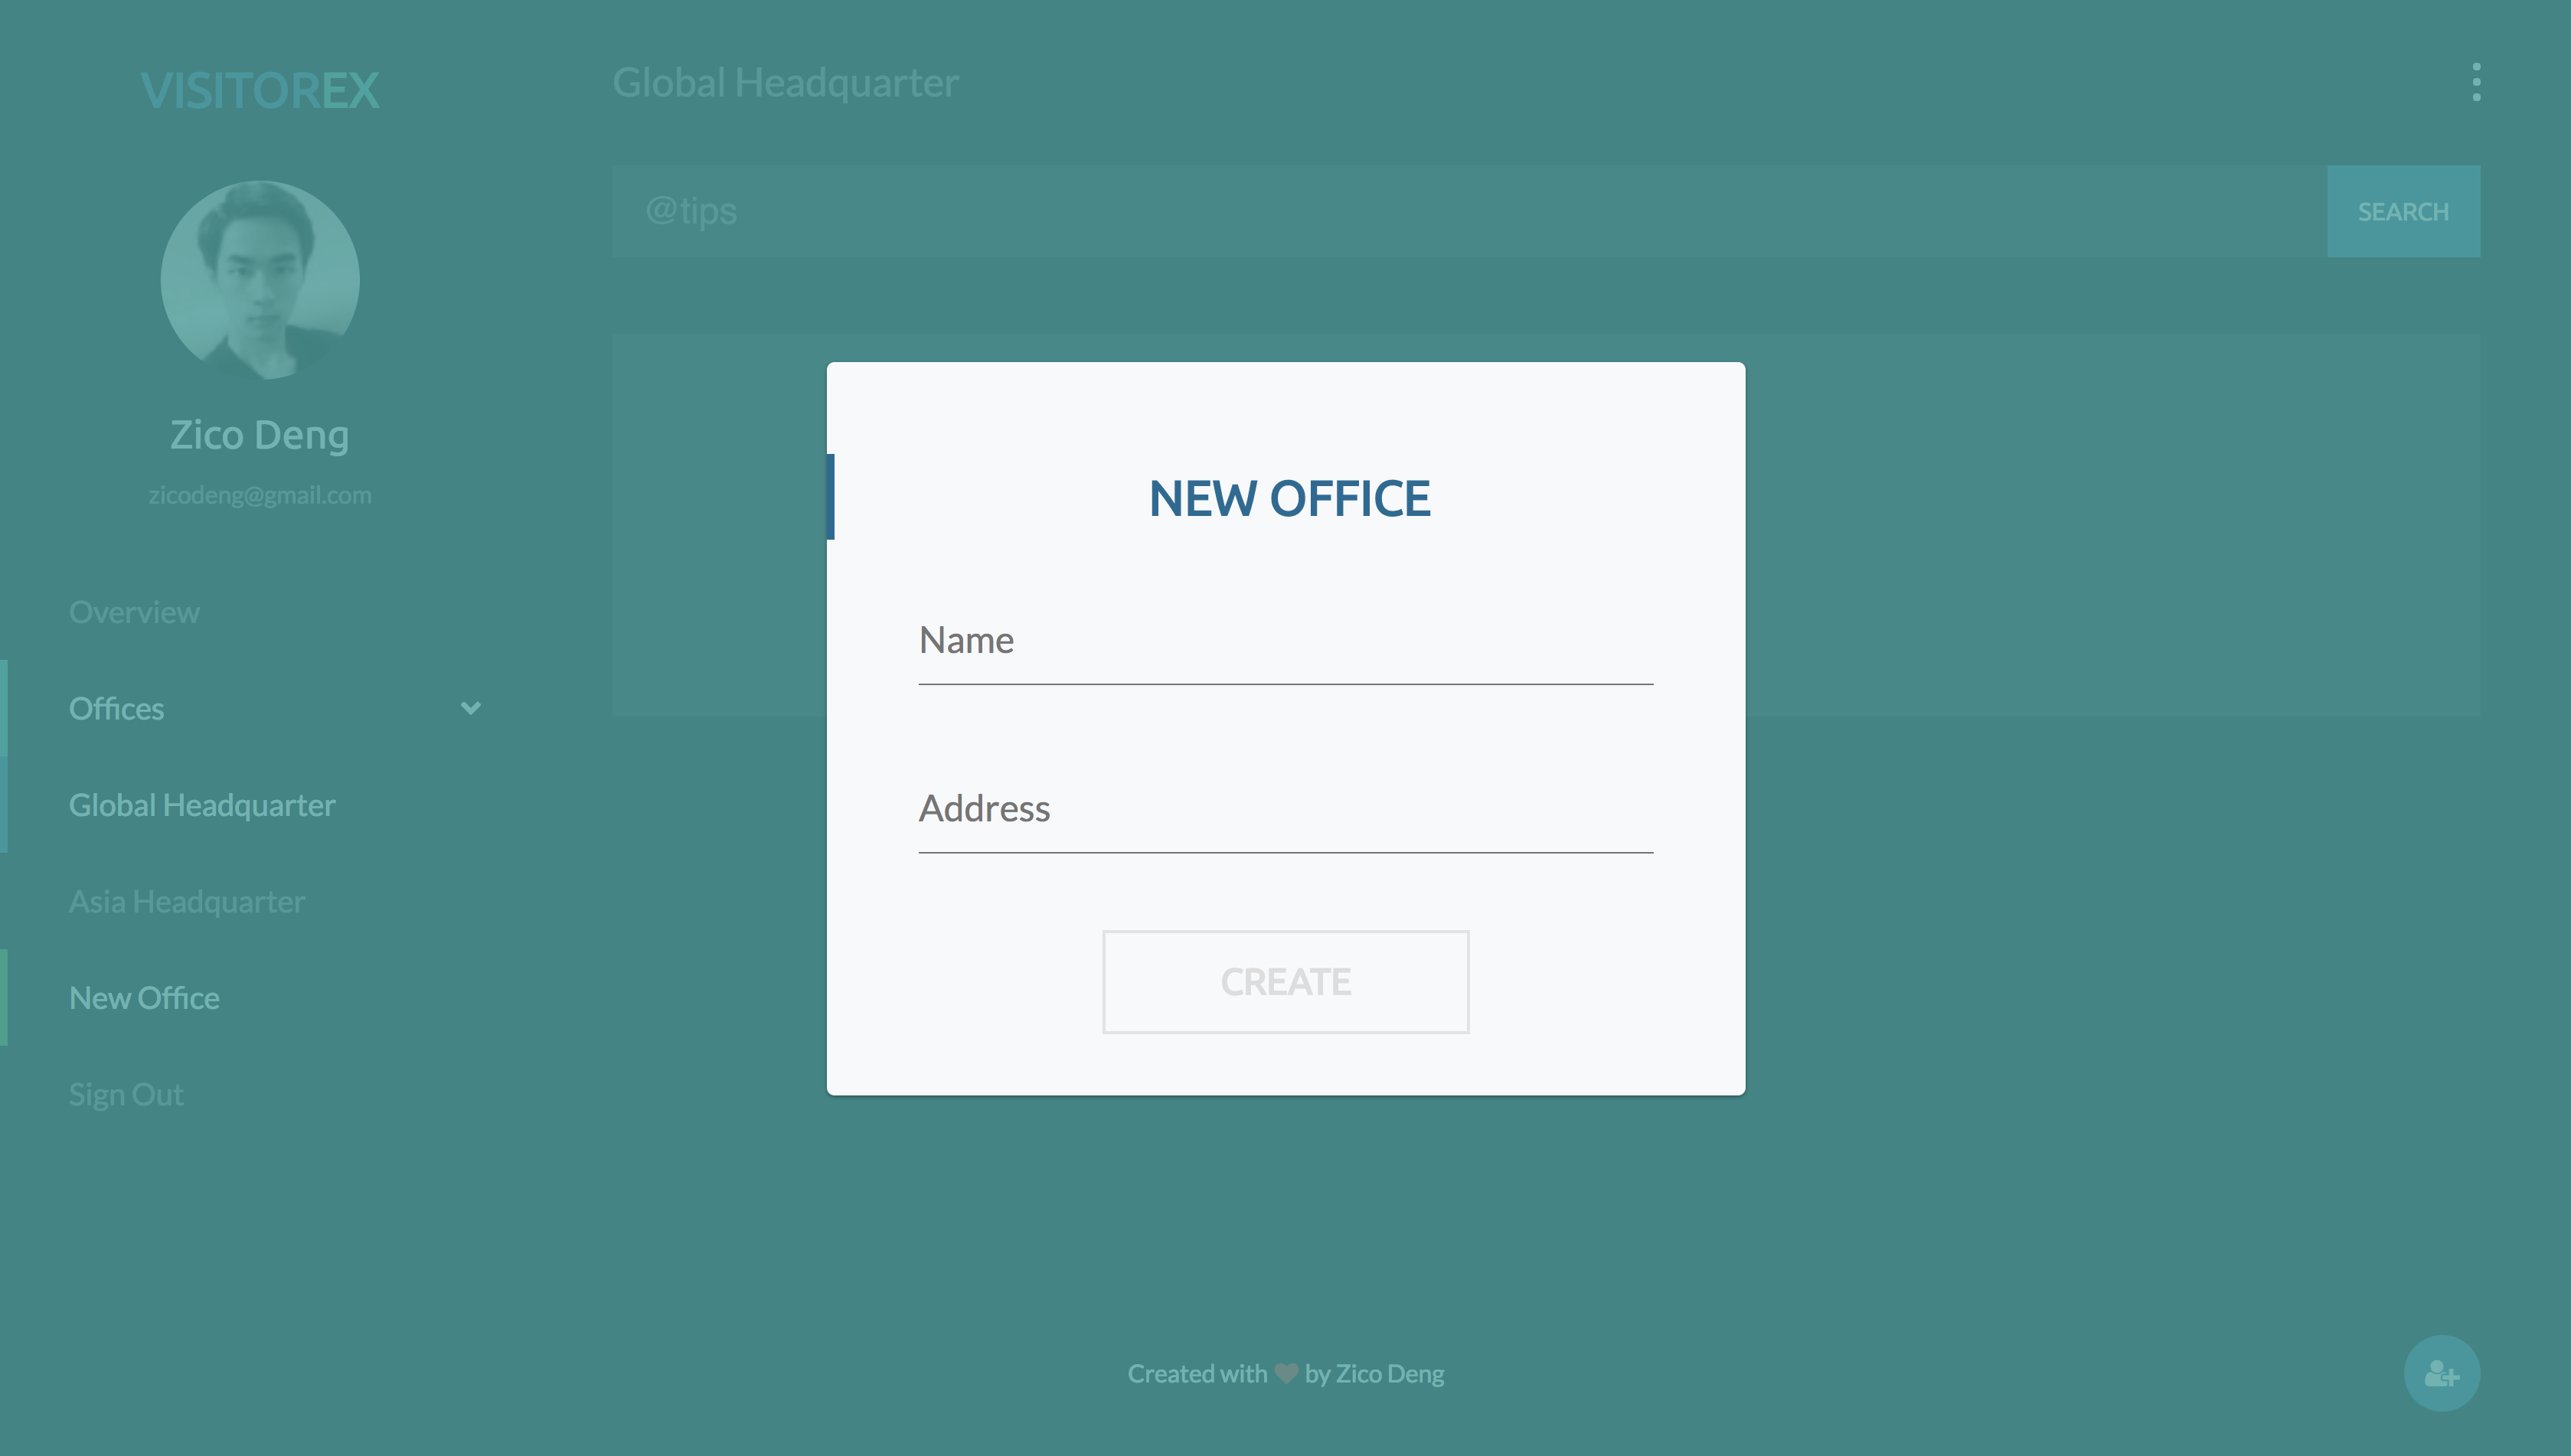 VISITOREX
Zico Deng
zicodeng@gmail.com
Overview
Offices
Global Headquarter
Asia Headquarter
New Office
Sign Out
Global Headquarter
@tips
SEARCH
NEW OFFICE
Name
Address
CREATE
Created with by Zico Deng